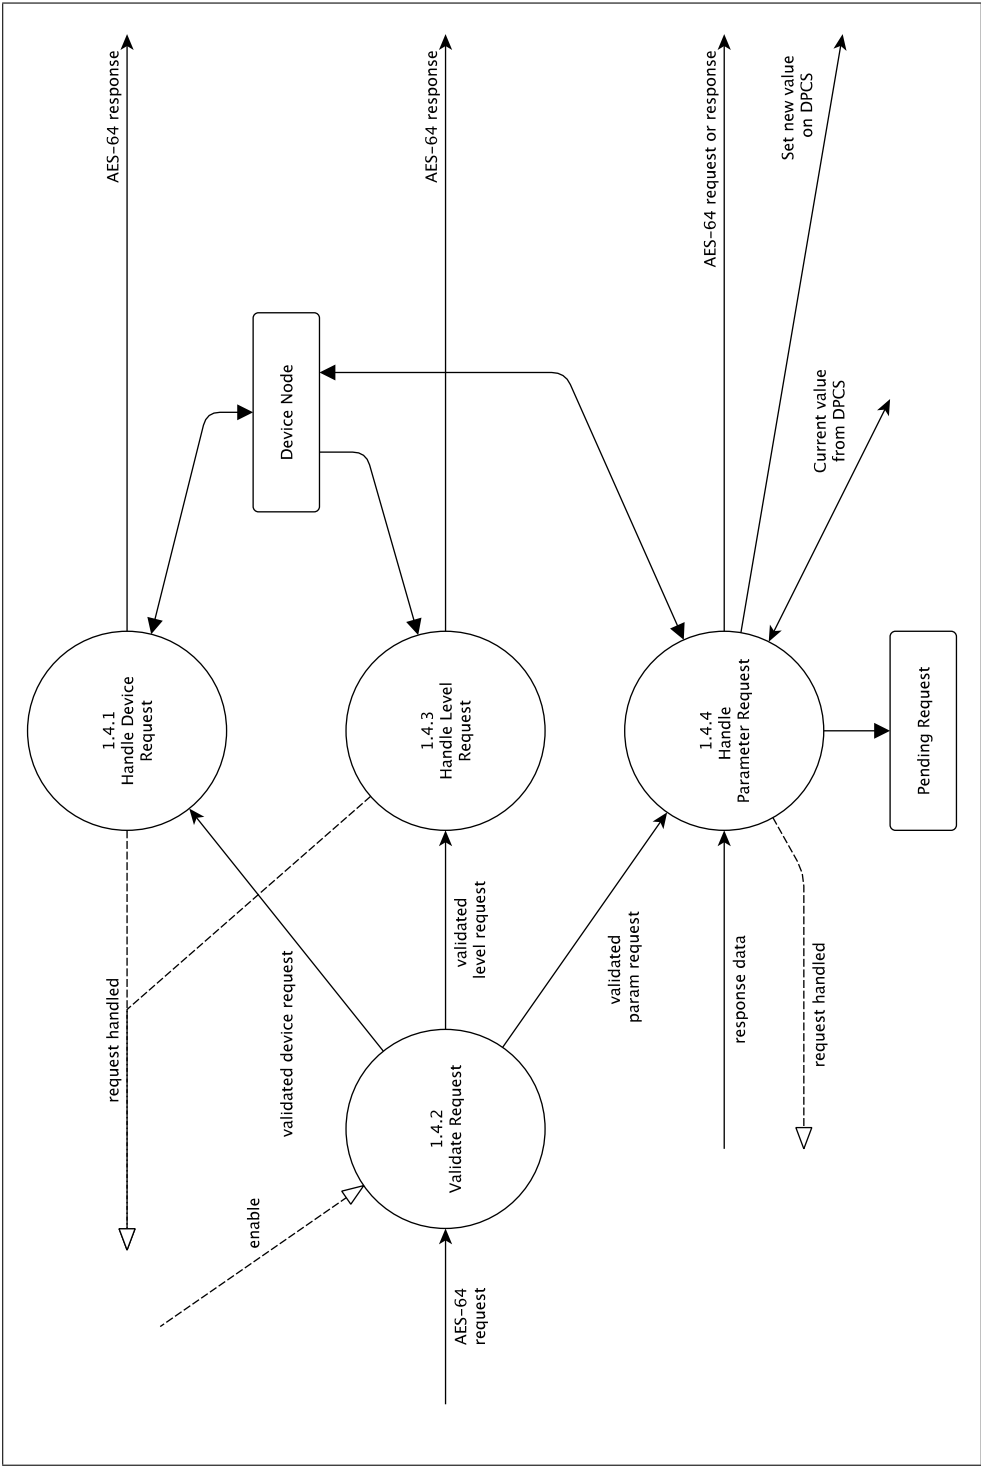 AES-64 response
1.4.1
Handle Device
Request
request handled
validated device request
enable
Device Node
AES-64 response
1.4.3
Handle Level
Request
validated
level request
1.4.2
Validate Request
AES-64
request
AES-64 request or response
Set new value
on DPCS
Current value
from DPCS
1.4.4
Handle
Parameter Request
validated
param request
response data
request handled
Pending Request